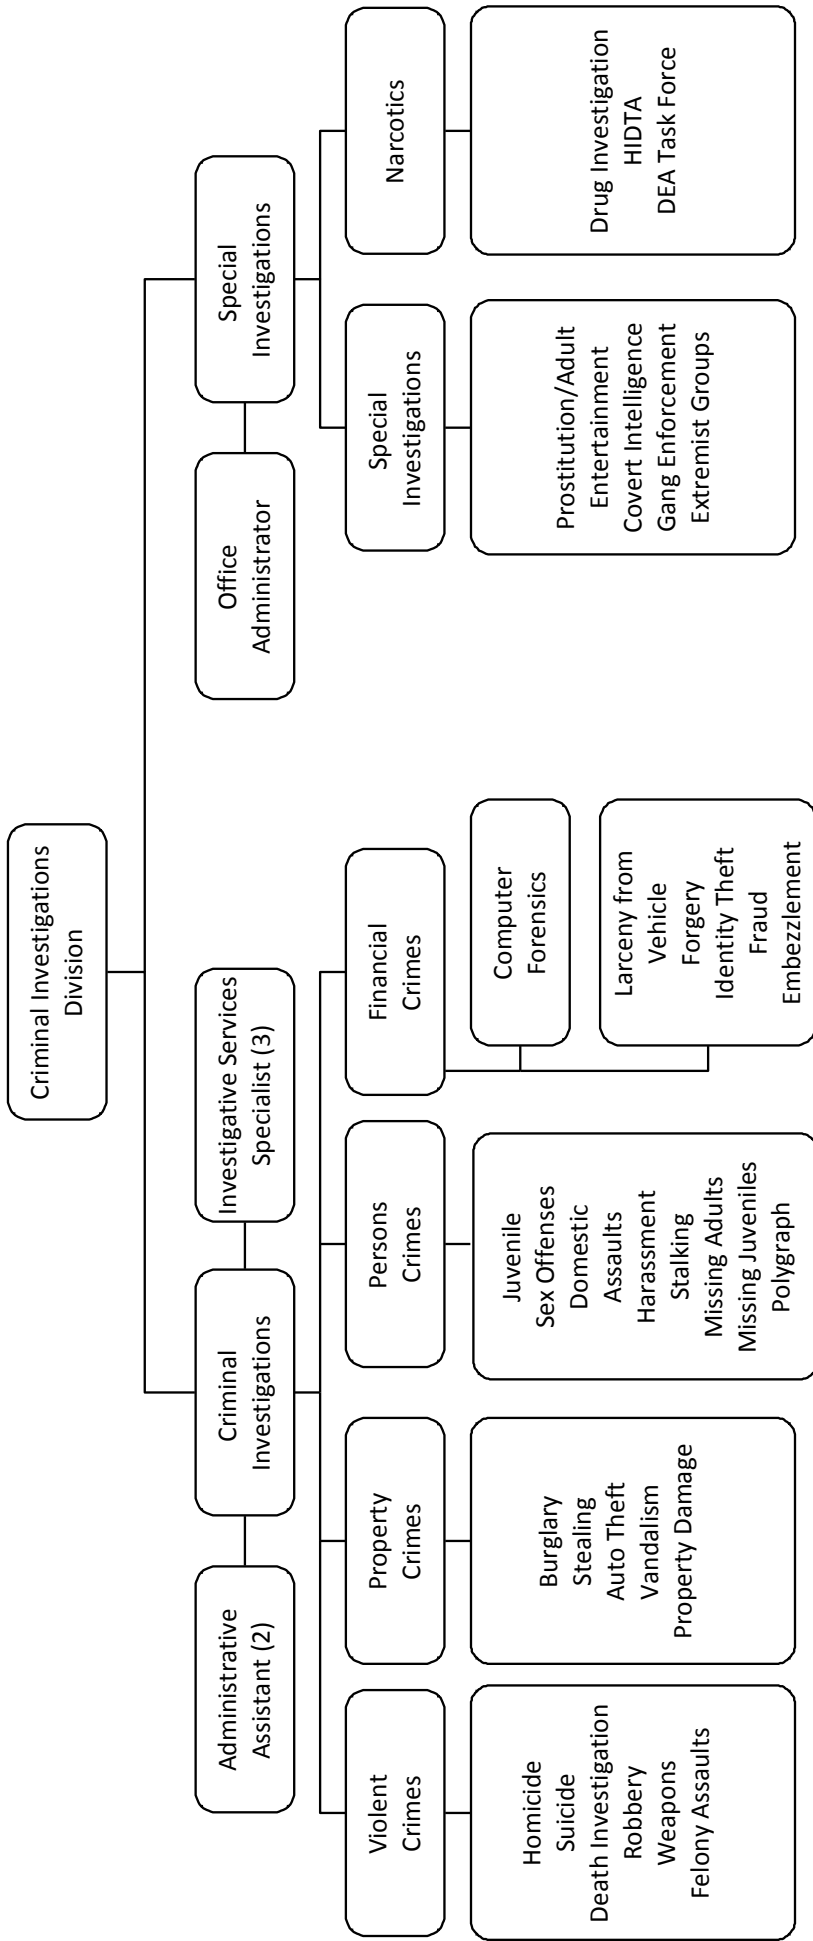 Criminal Investigations
Division
Administrative
Assistant (2)
Criminal
Investigations
Investigative Services
Specialist (3)
Office
Administrator
Special
Investigations
Violent
Crimes
Property
Crimes
Persons
Crimes
Financial
Crimes
Special
Investigations
Narcotics
Homicide
Suicide
Death Investigation
Robbery
Weapons
Felony Assaults
Burglary
Stealing
Auto Theft
Vandalism
Property Damage
Juvenile
Sex Offenses
Domestic
Assaults
Harassment
Stalking
Missing Adults
Missing Juveniles
Polygraph
Computer
Forensics
Larceny from
Vehicle
Forgery
Identity Theft
Fraud
Embezzlement
Prostitution/Adult
Entertainment
Covert Intelligence
Gang Enforcement
Extremist Groups
Drug Investigation
HIDTA
DEA Task Force